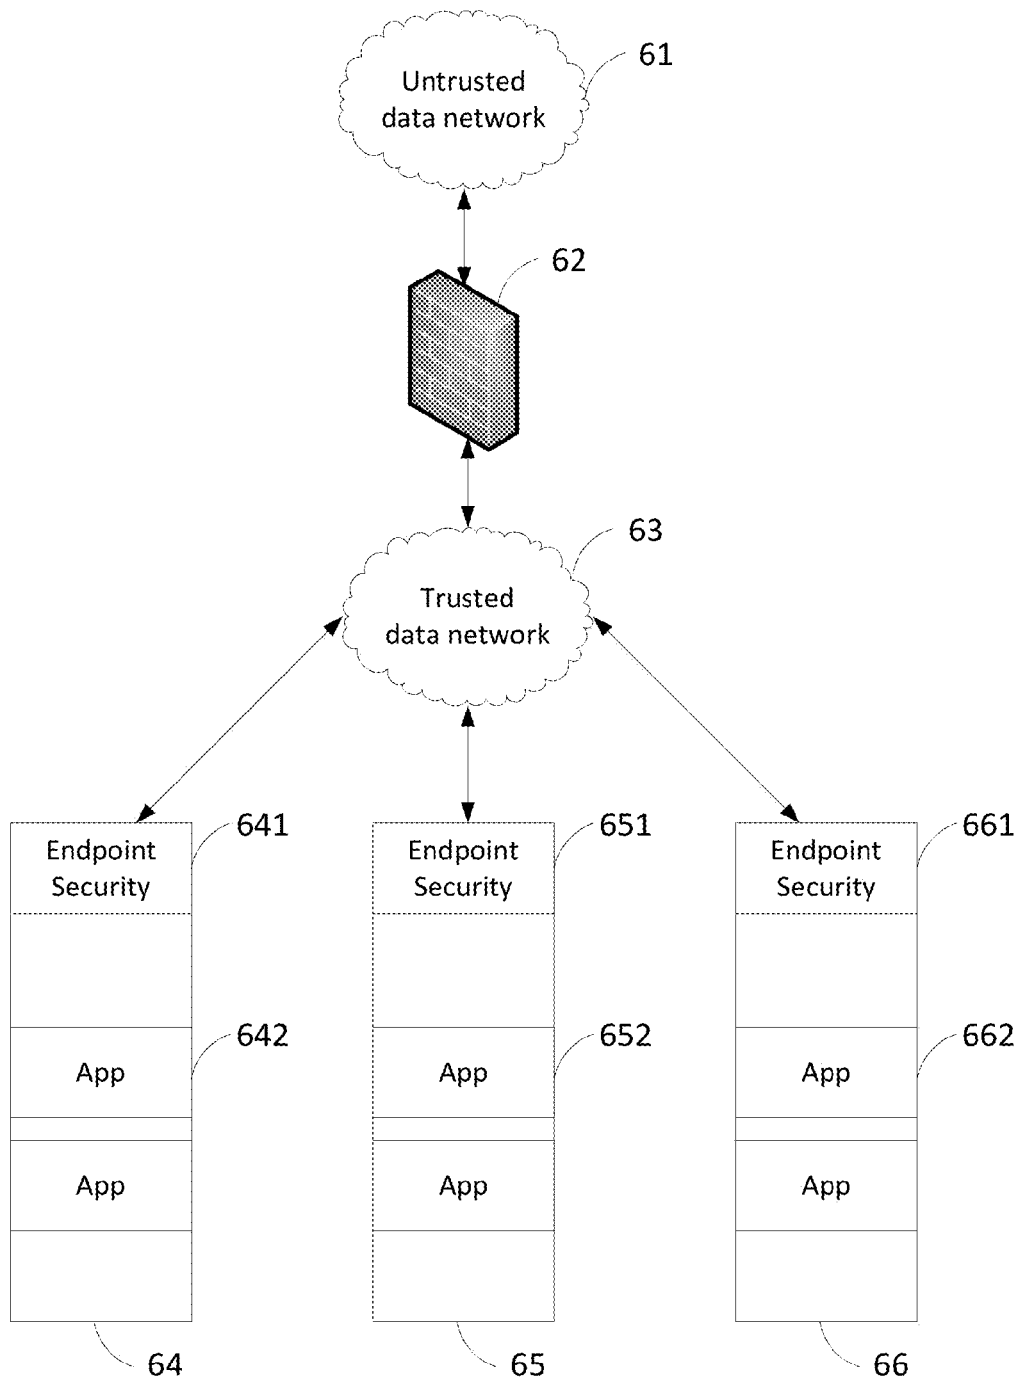 61
Untrusted
data network
62
63
Trusted
data network
641
651
661
Endpoint
Security
Endpoint
Security
Endpoint
Security
642
652
662
App
App
App
App
App
App
64
65
66